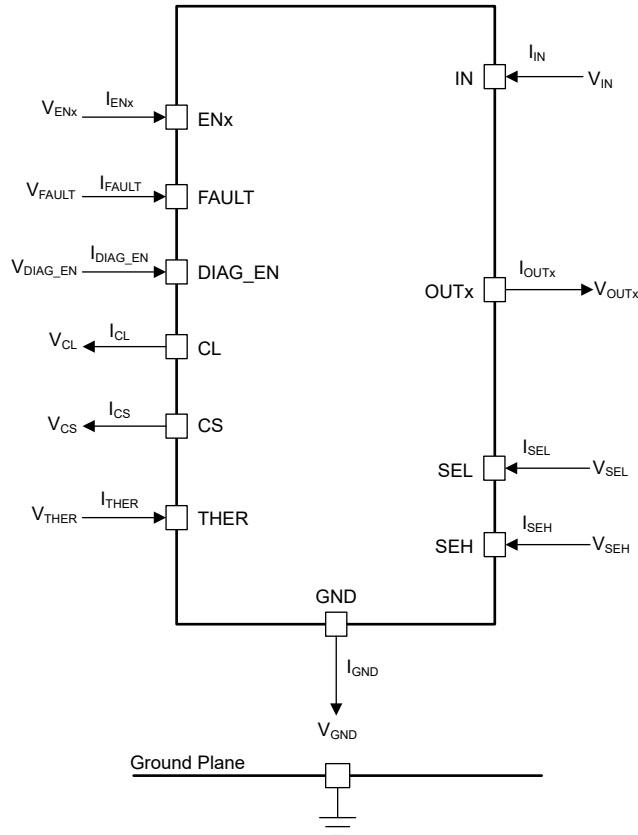 I_IN
IN
V_IN
I_ENx
V_ENx
ENx
I_FAULT
V_FAULT
FAULT
I_DIAG_EN
V_DIAG_EN
DIAG_EN
I_OUTx
OUTx
V_OUTx
I_CL
V_CL
CL
I_CS
V_CS
CS
I_SEL
SEL
V_SEL
I_THER
V_THER
THER
I_SEH
SEH
V_SEH
GND
I_GND
V_GND
Ground Plane